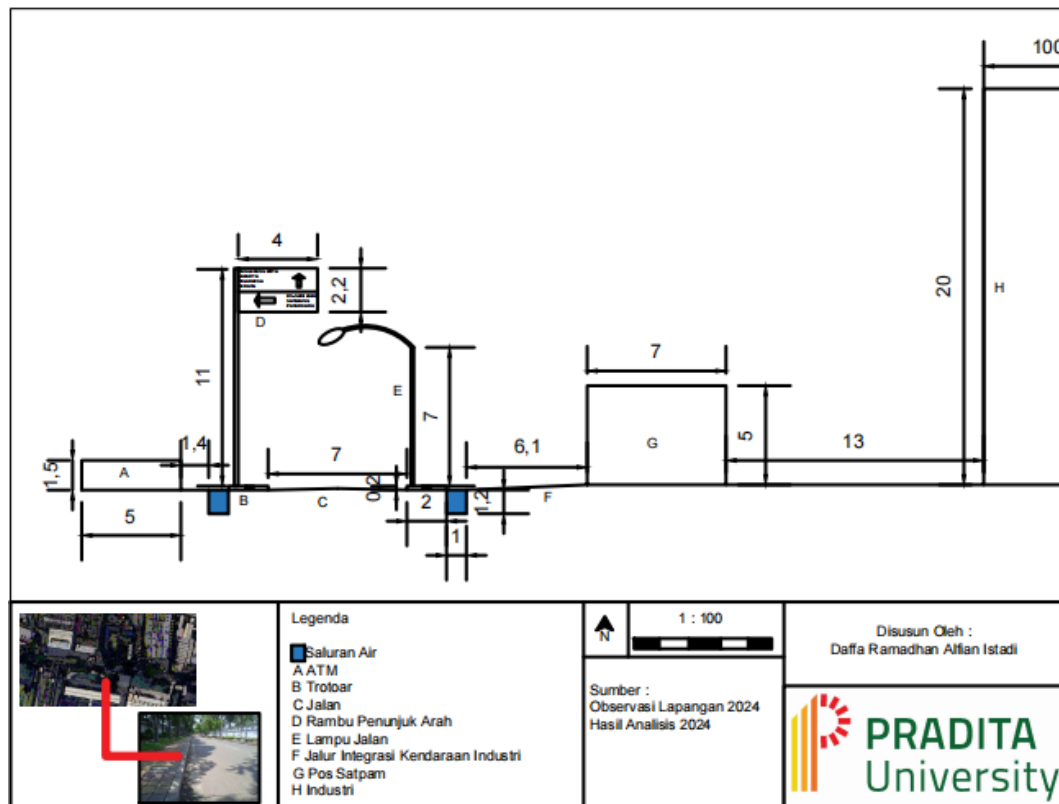 100
4
2,2
D
11
E
7
20
H
7
G
5
13
6,1
1,4
7
0,2
1,5
A
B
C
2
1,2
F
5
1
Legenda
Saluran Air
A ATM
B Trotoar
C Jalan
D Rambu Penunjuk Arah
E Lampu Jalan
F Jalur Integrasi Kendaraan Industri
G Pos Satpam
H Industri
N
1 : 100
Sumber :
Observasi Lapangan 2024
Hasil Analisis 2024
Disusun Oleh :
Daffa Ramadhan Alfian Istadi
PRADITA
University